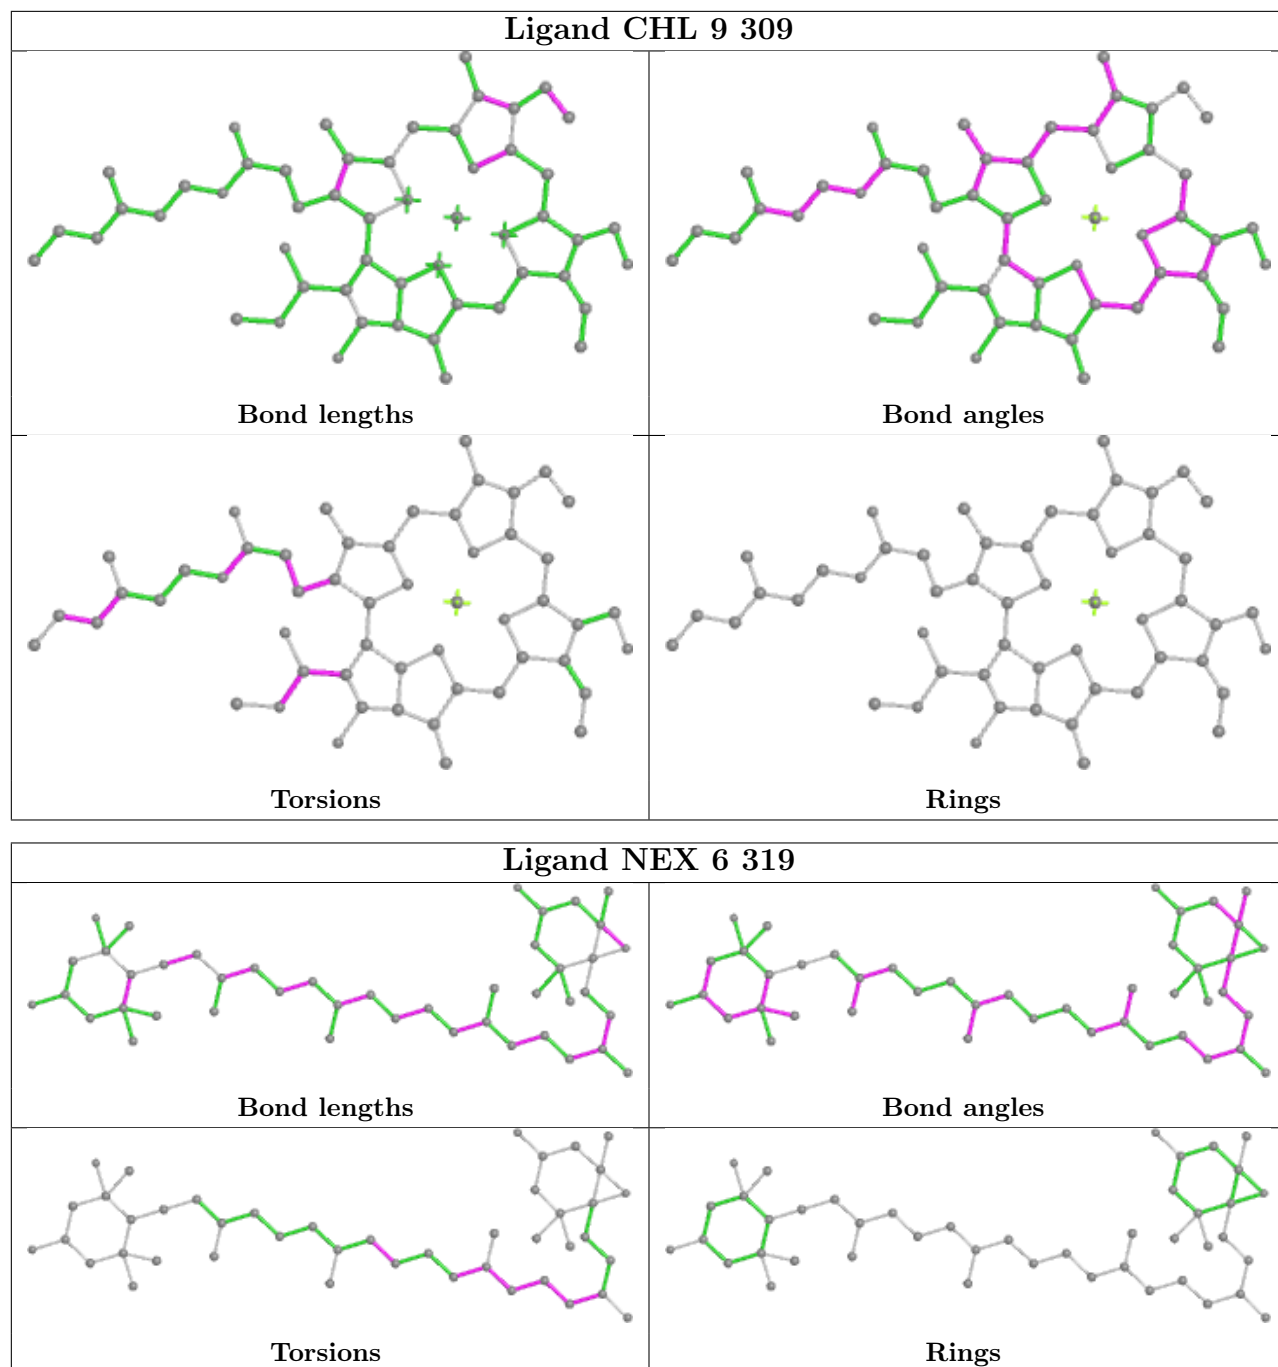 Ligand CHL 9 309
Bond lengths
Bond angles
Torsions
Rings
Ligand NEX 6 319
Bond lengths
Bond angles
Torsions
Rings